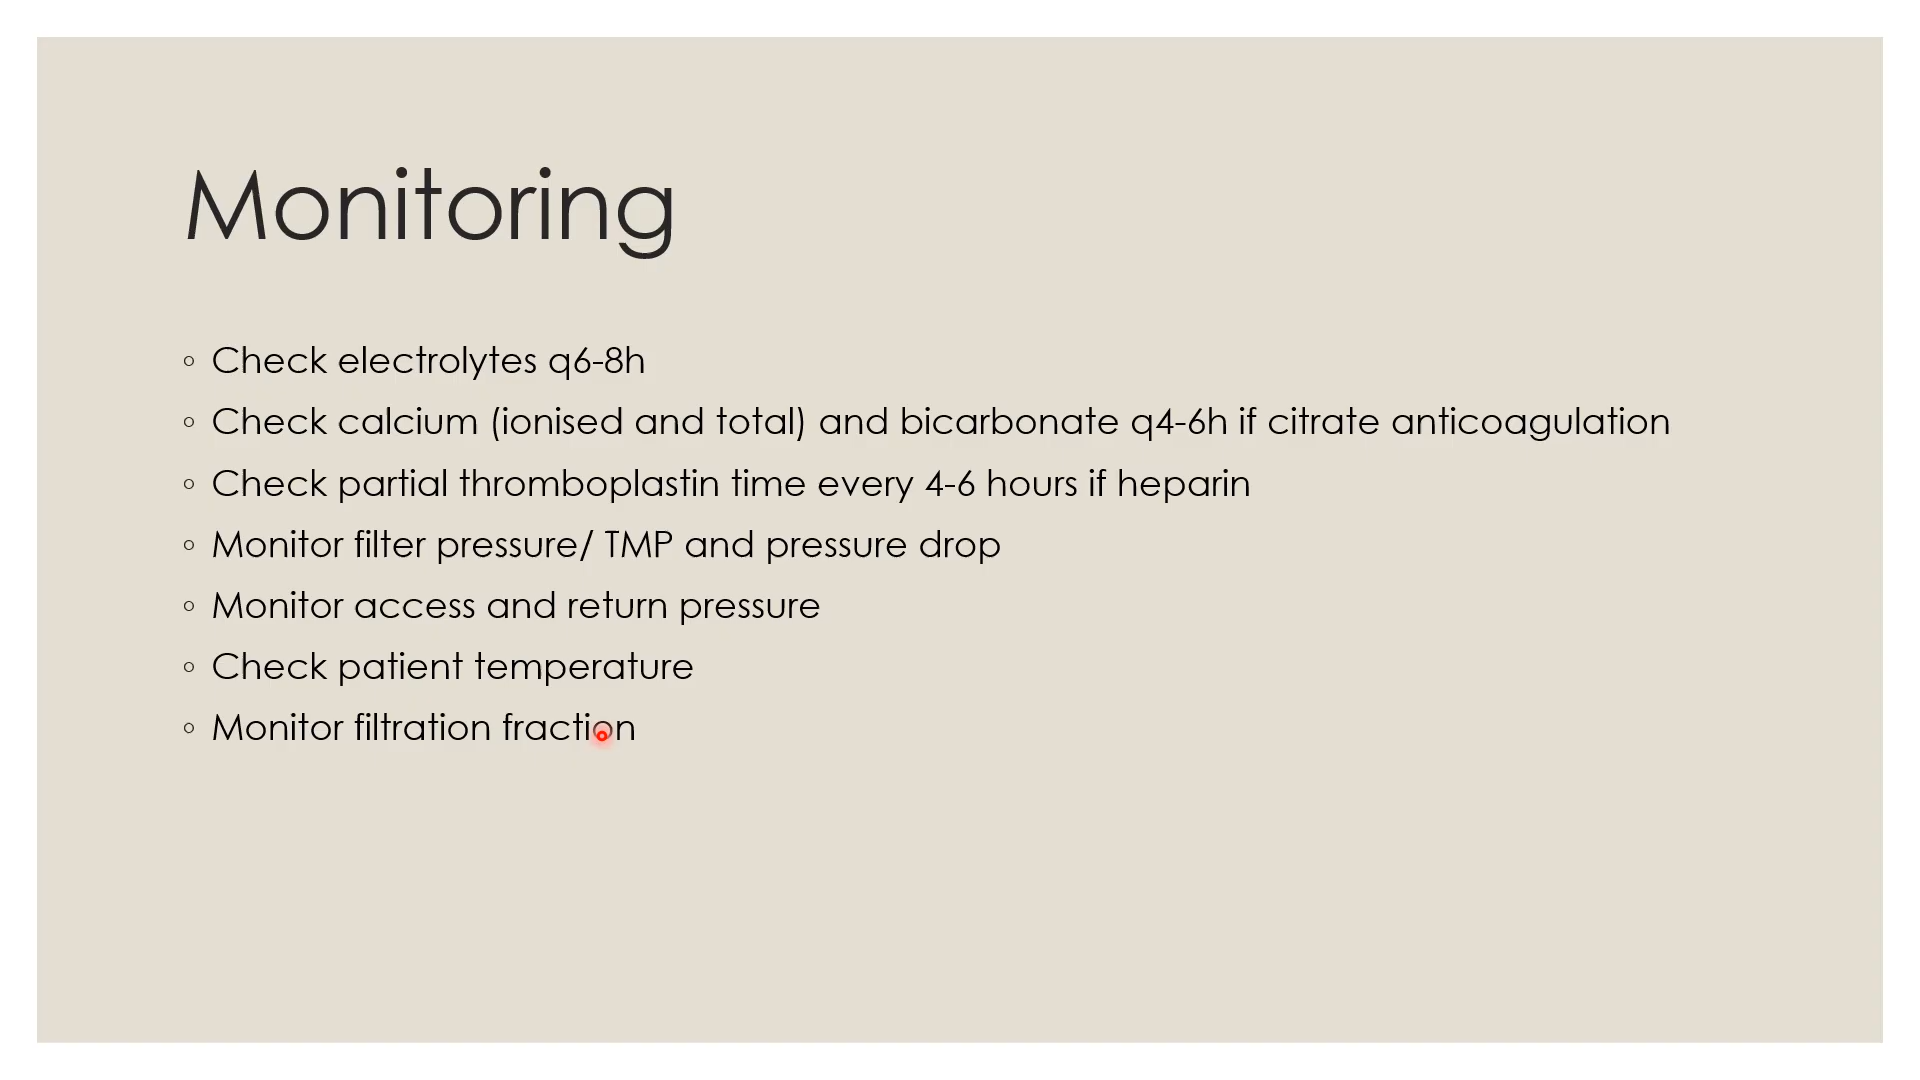 Monitoring
◦ Check electrolytes q6-8h
◦ Check calcium (ionised and total) and bicarbonate q4-6h if citrate anticoagulation
◦ Check partial thromboplastin time every 4-6 hours if heparin
◦ Monitor filter pressure/ TMP and pressure drop
◦ Monitor access and return pressure
◦ Check patient temperature
◦ Monitor filtration fraction